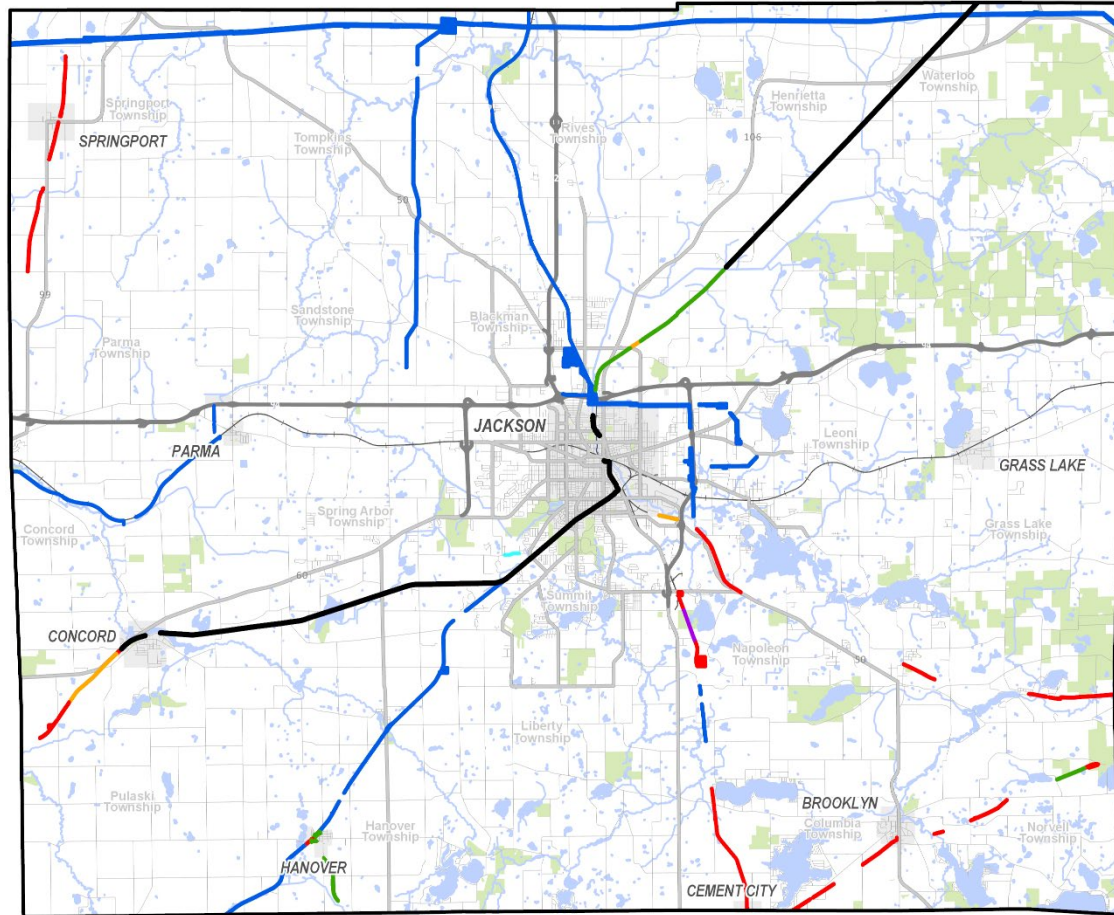 Springport
Township
SPRINGPORT
Tompkins
Township
Rives
Township
Henrietta
Township
Waterloo
Township
106
50
99
Sandstone
Township
Blackman
Township
Parma
Township
94
JACKSON
PARMA
Leoni
Township
GRASS LAKE
Concord
Township
Spring Arbor
Township
Grass Lake
Township
60
Summit
Township
CONCORD
Napoleon
Township
50
Liberty
Township
Pulaski
Township
Hanover
Township
HANOVER
BROOKLYN
Columbia
Township
Norvell
Township
CEMENT CITY